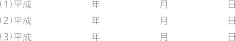 (1)平成　　　　　年　　　　　月　　　　　日
(2)平成　　　　　年　　　　　月　　　　　日
(3)平成　　　　　年　　　　　月　　　　　日